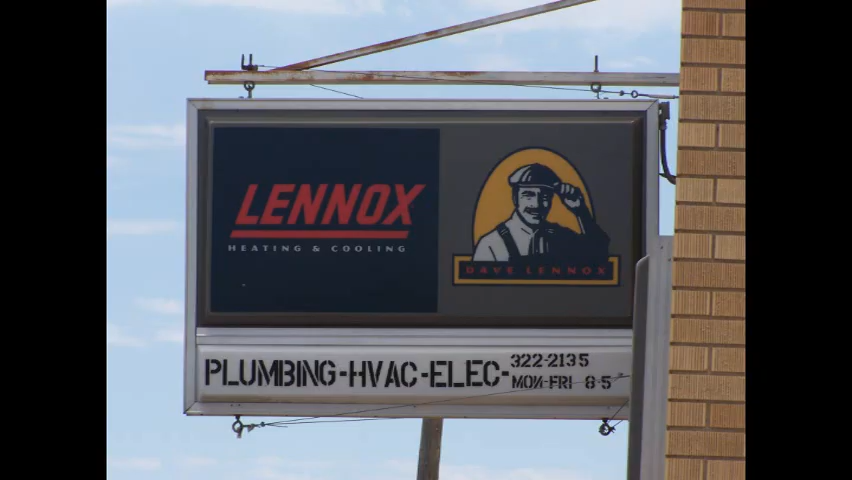 LENNOX
HEATING & COOLING
DAVE LENNOX
PLUMBING-HVAC-ELEC-
322-2135
MON-FRI 8-5